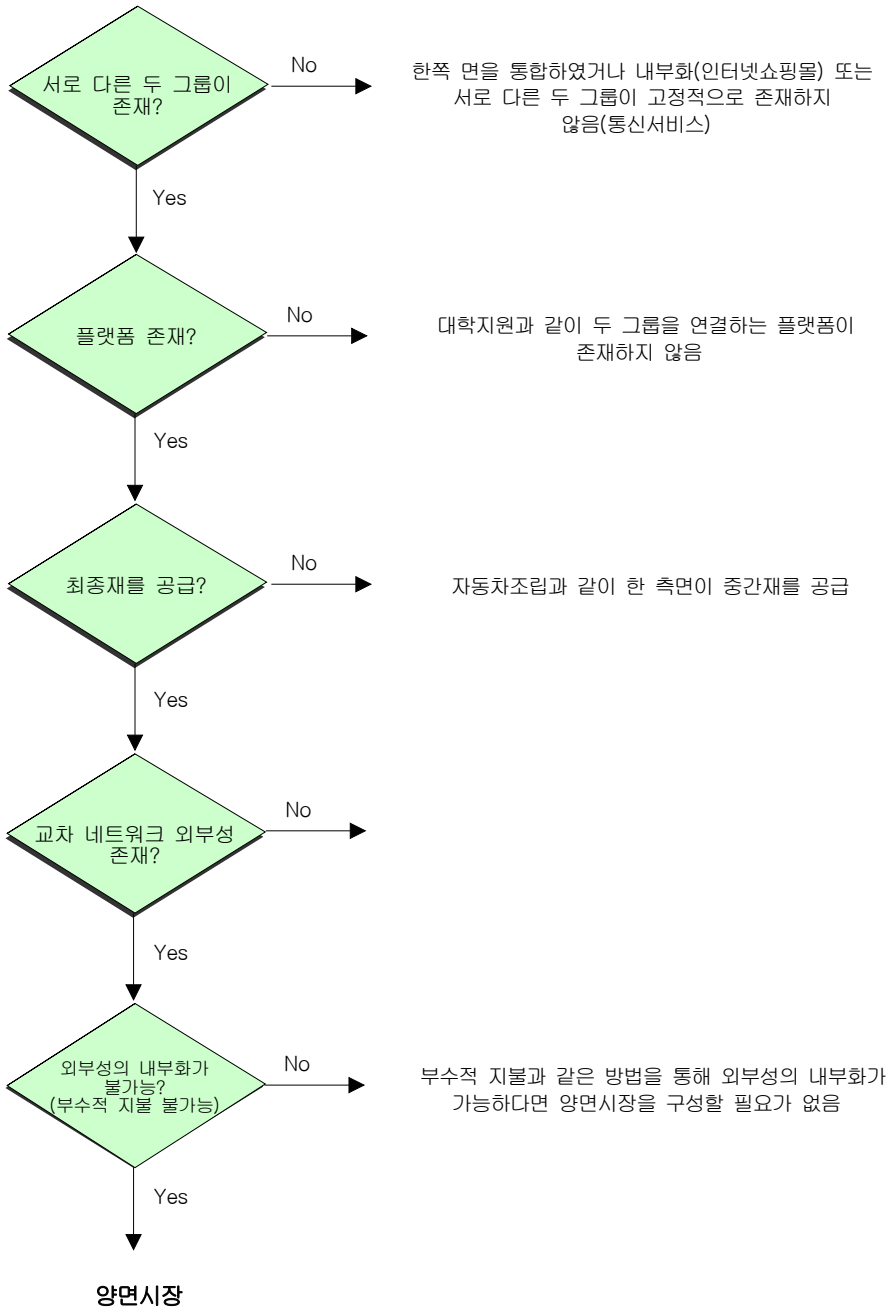 서로 다른 두 그룹이
존재?
No
한쪽 면을 통합하였거나 내부화(인터넷쇼핑몰) 또는
서로 다른 두 그룹이 고정적으로 존재하지
않음(통신서비스)
Yes
플랫폼 존재?
No
대학지원과 같이 두 그룹을 연결하는 플랫폼이
존재하지 않음
Yes
최종재를 공급?
No
자동차조립과 같이 한 측면이 중간재를 공급
Yes
교차 네트워크 외부성
존재?
No
Yes
외부성의 내부화가
불가능?
(부수적 지불 불가능)
No
부수적 지불과 같은 방법을 통해 외부성의 내부화가
가능하다면 양면시장을 구성할 필요가 없음
Yes
양면시장